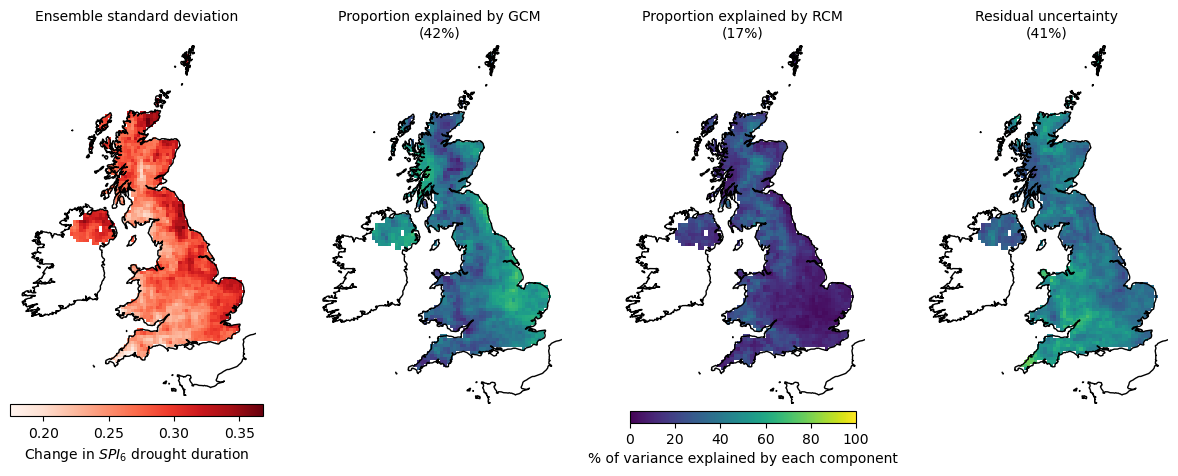 Ensemble standard deviation
Proportion explained by GCM
(42%)
Proportion explained by RCM
(17%)
Residual uncertainty
(41%)
0.20 0.25 0.30 0.35
Change in SPI6 drought duration
0 20 40 60 80 100
% of variance explained by each component